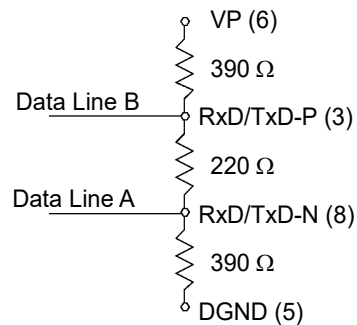 VP (6)
390 Ω
Data Line B
RxD/TxD-P (3)
220 Ω
Data Line A
RxD/TxD-N (8)
390 Ω
DGND (5)